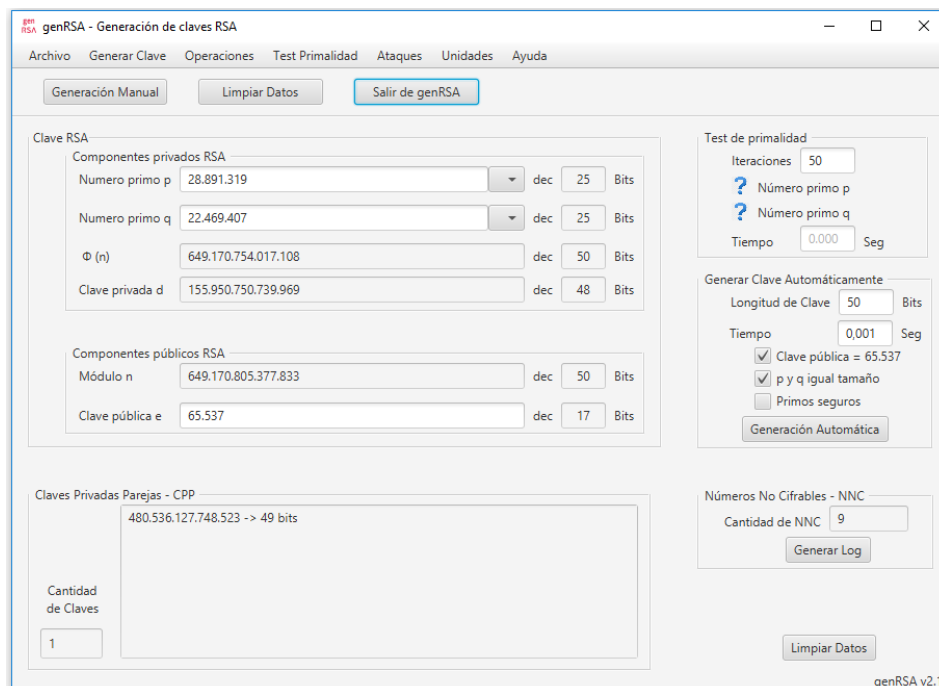 gen RSA genRSA - Generación de claves RSA
Archivo Generar Clave Operaciones Test Primalidad Ataques Unidades Ayuda
Generación Manual Limpiar Datos Salir de genRSA
Clave RSA
Componentes privados RSA
Numero primo p 28.891.319 dec 25 Bits
Numero primo q 22.469.407 dec 25 Bits
Φ (n) 649.170.754.017.108 dec 50 Bits
Clave privada d 155.950.750.739.969 dec 48 Bits
Componentes públicos RSA
Módulo n 649.170.805.377.833 dec 50 Bits
Clave pública e 65.537 dec 17 Bits
Test de primalidad
Iteraciones 50
? Número primo p
? Número primo q
Tiempo 0.000 Seg
Generar Clave Automáticamente
Longitud de Clave 50 Bits
Tiempo 0,001 Seg
Clave pública = 65.537
p y q igual tamaño
Primos seguros
Generación Automática
Claves Privadas Parejas - CPP
480.536.127.748.523 -> 49 bits
Cantidad
de Claves
1
Números No Cifrables - NNC
Cantidad de NNC 9
Generar Log
Limpiar Datos
genRSA v2.1